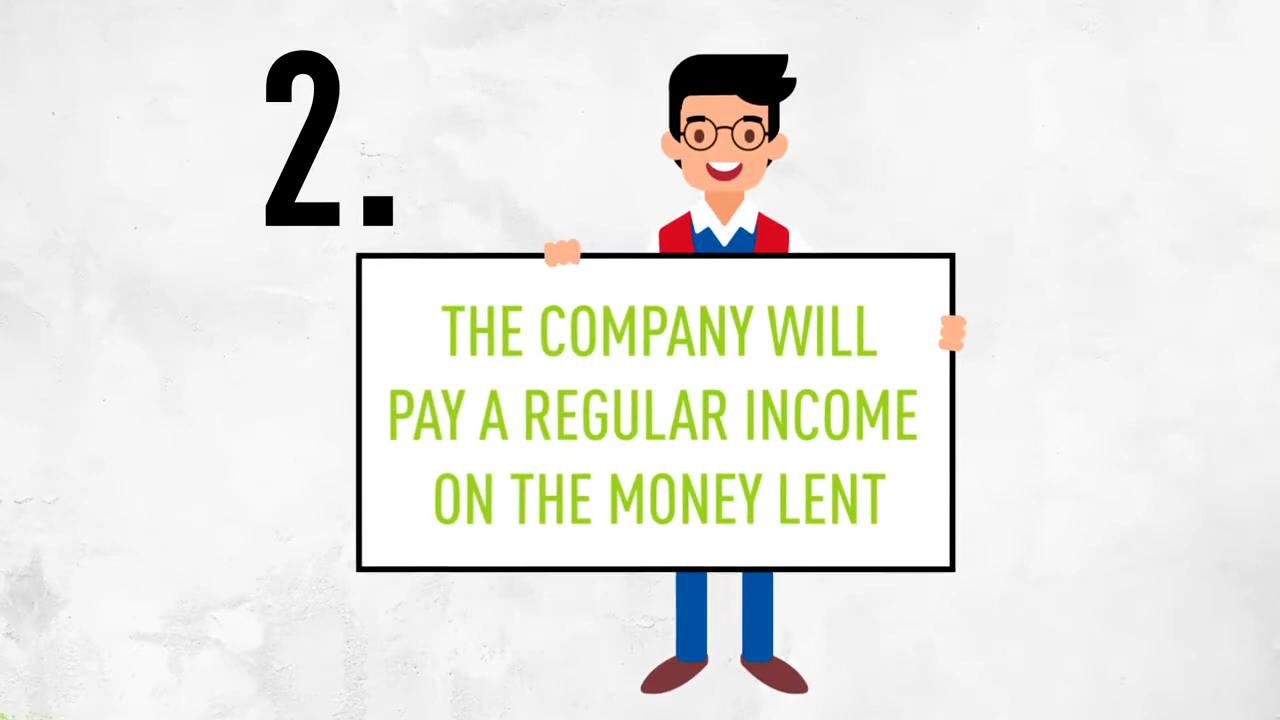 2.
THE COMPANY WILL
PAY A REGULAR INCOME
ON THE MONEY LENT